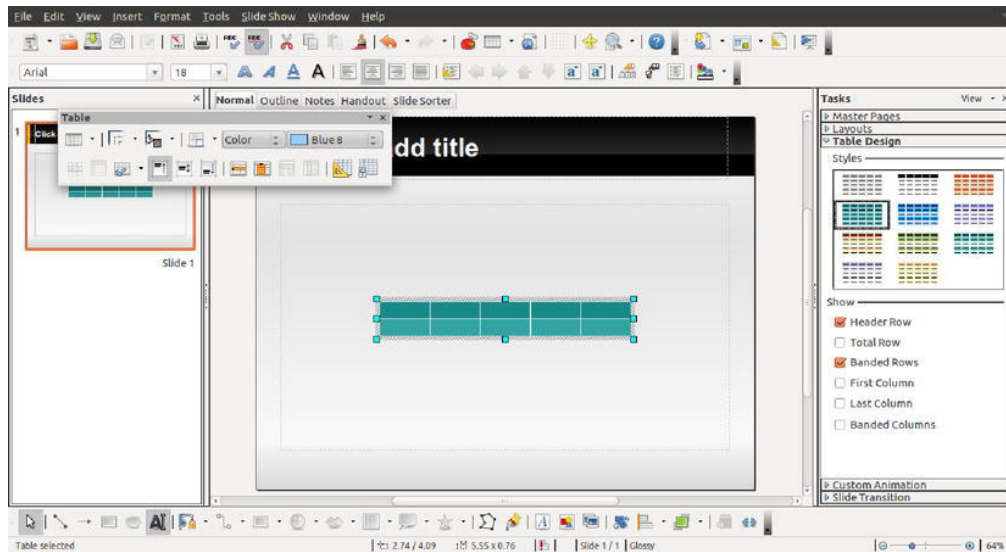 File Edit View Insert Format Tools Slide Show Window Help
Arial 18
Slides
Normal Outline Notes Handout Slide Sorter
Tasks View
Table
Color Blue 8
1 Click
dd title
Slide 1
Master Pages
Layouts
Table Design
Styles
Show
Header Row
Total Row
Banded Rows
First Column
Last Column
Banded Columns
Custom Animation
Slide Transition
Table selected 2.74 / 4.09 5.55 x 0.76 Slide 1 / 1 Glossy 64%